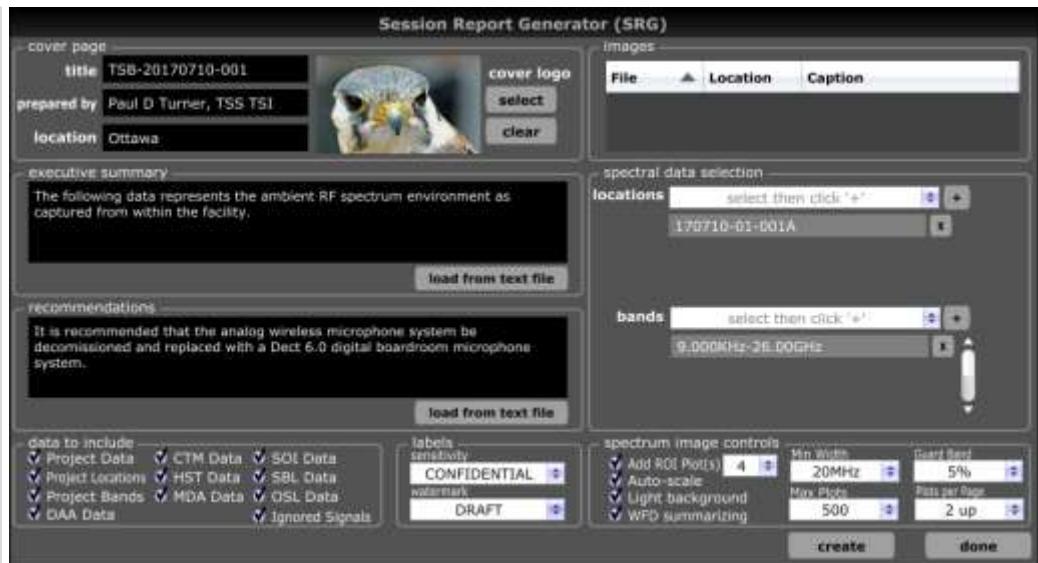 Session Report Generator (SRG)
cover page
title TSB-20170710-001
prepared by Paul D Turner, TSS TSI
location Ottawa
cover logo
select
clear
images
File Location Caption
executive summary
The following data represents the ambient RF spectrum environment as
captured from within the facility.
load from text file
recommendations
It is recommended that the analog wireless microphone system be
decomissioned and replaced with a Dect 6.0 digital boardroom microphone
system.
load from text file
spectral data selection
locations select then click '+' +
170710-01-001A x
bands select then click '+' +
9.000KHz-26.00GHz x
data to include
Project Data CTM Data SOI Data
Project Locations HST Data SBL Data
Project Bands MDA Data OSL Data
DAA Data Ignored Signals
labels
sensitivity
CONFIDENTIAL
watermark
DRAFT
spectrum image controls
Add ROI Plot(s) 4
Auto-scale
Light background
WFD summarizing
Min Width
20MHz
Max Plots
500
Guard Band
5%
Plots per Page
2 up
create done